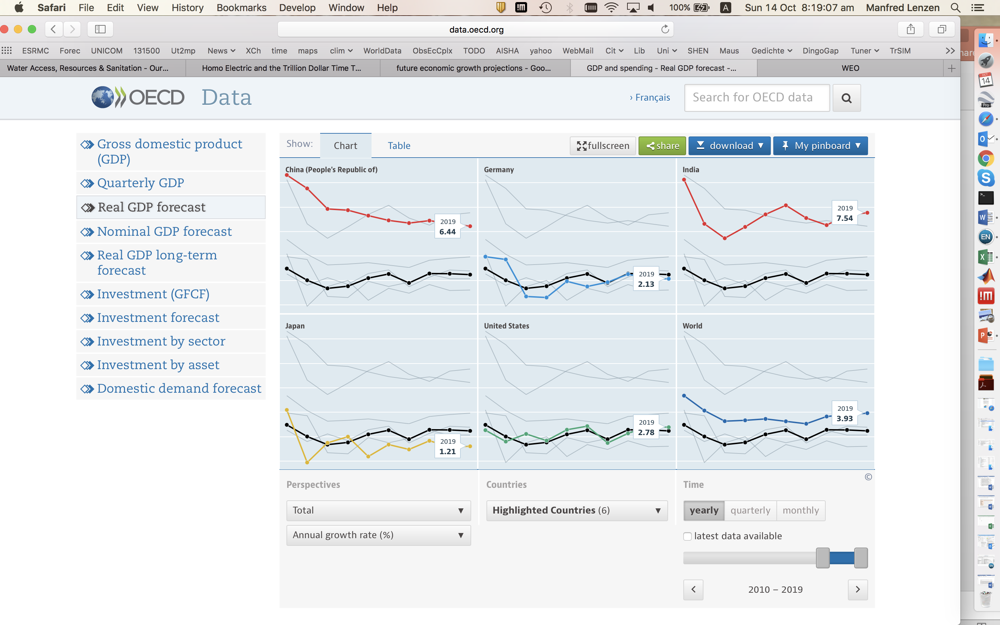 Safari File Edit View History Bookmarks Develop Window Help 100% A Sun 14 Oct 8:19:07 am Manfred Lenzen
data.oecd.org
ESRMC Forec UNICOM 131500 Ut2mp News XCh time maps clim WorldData ObsEcCplx TODO AISHA yahoo WebMail Cit Lib Uni SHEN Maus Gedichte DingoGap Tuner TrSIM
Water Access, Resources & Sanitation - Our... Homo Electric and the Trillion Dollar Time T... future economic growth projections - Goo... GDP and spending - Real GDP forecast -... WEO
OECD Data
› Français
Search for OECD data
Gross domestic product
(GDP)
Quarterly GDP
Real GDP forecast
Nominal GDP forecast
Real GDP long-term
forecast
Investment (GFCF)
Investment forecast
Investment by sector
Investment by asset
Domestic demand forecast
Show: Chart Table fullscreen share download ▼ My pinboard ▼
China (People's Republic of)
2019
6.44
Germany
2019
2.13
India
2019
7.54
Japan
2019
1.21
United States
2019
2.78
World
2019
3.93
©
Perspectives
Total
Annual growth rate (%)
Countries
Highlighted Countries (6)
Time
yearly quarterly monthly
latest data available
2010 – 2019
OCT
14
Pro
EN